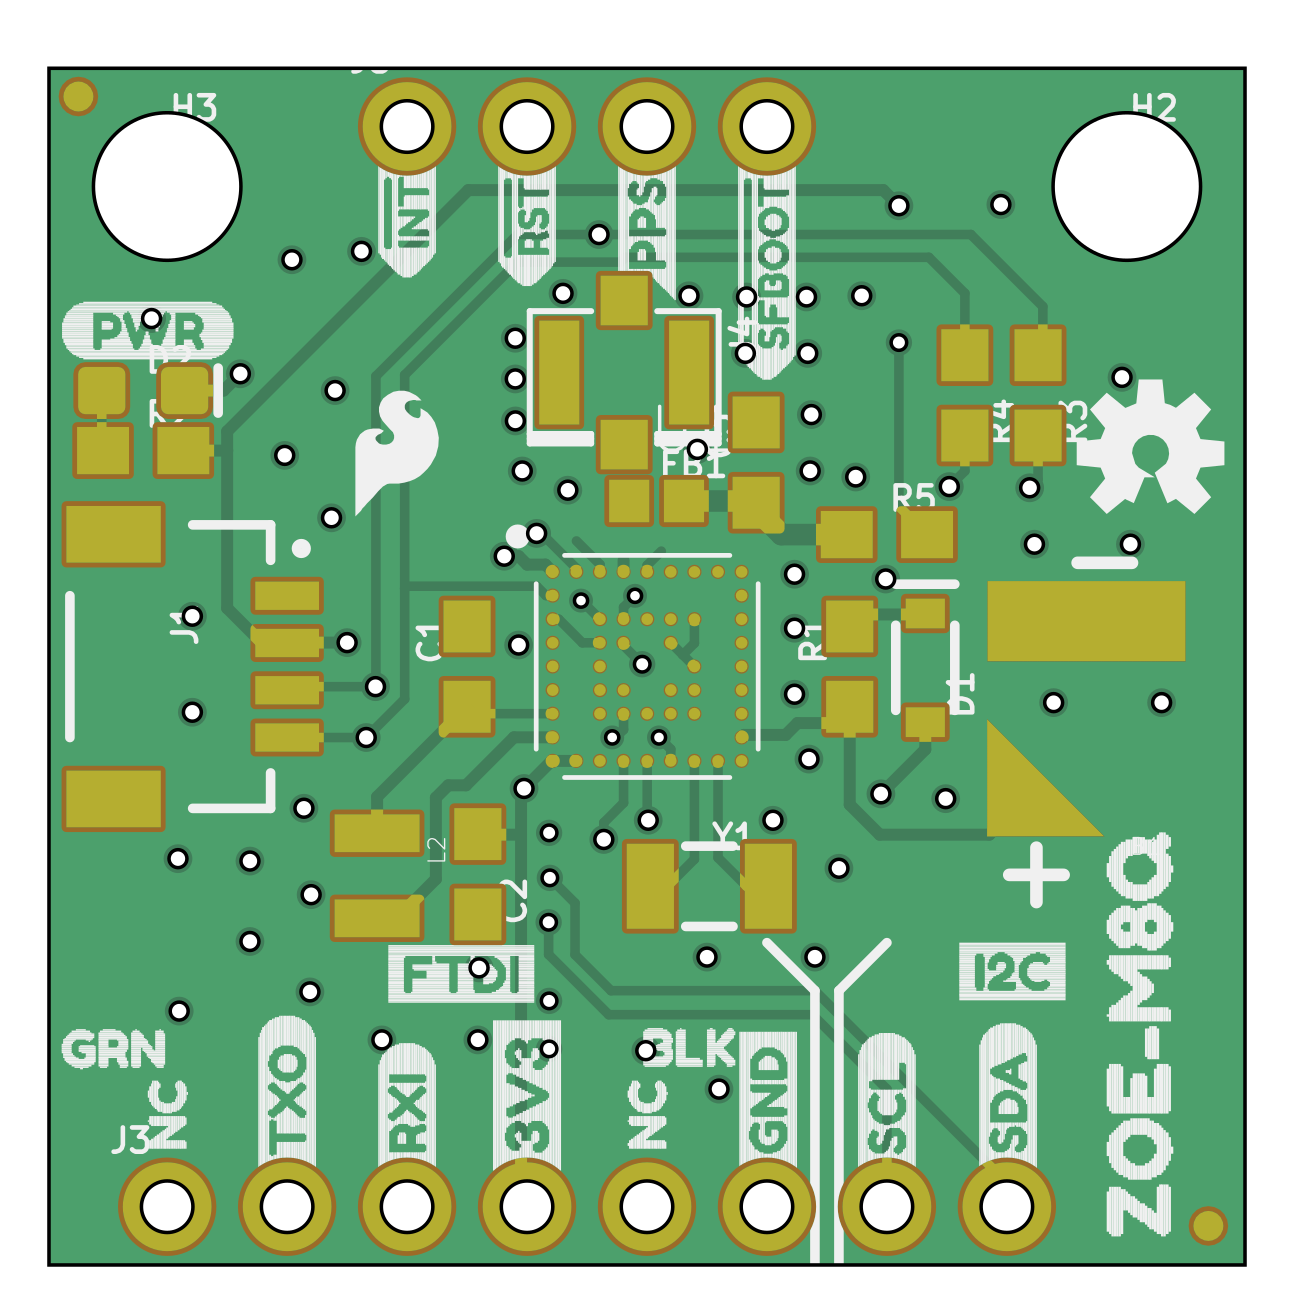 H3
H2
INT
RST
PPS
SFBOOT
PWR
R4
R3
FB1
R5
J1
C1
R1
D1
L2
Y1
C2
FTDI
I2C
ZOE-M8Q
GRN
BLK
NC
TXO
RXI
3V3
NC
GND
SCL
SDA
J3